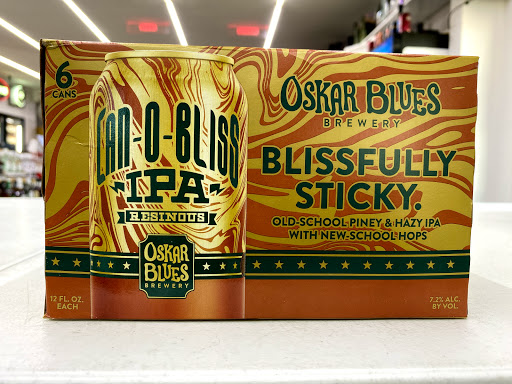 6
CANS
CAN-O-BLISS
IPA
RESINOUS
OSKAR
BLUES
BREWERY
12 FL. OZ.
EACH
OSKAR BLUES
BREWERY
BLISSFULLY
STICKY.
OLD-SCHOOL PINEY & HAZY IPA
WITH NEW-SCHOOL HOPS
7.2% ALC.
BY VOL.